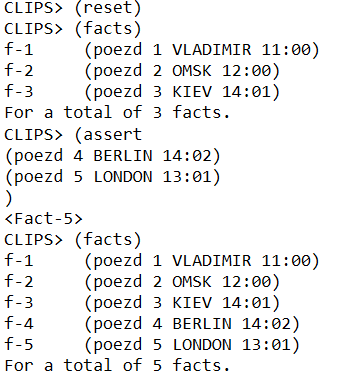 CLIPS> (reset)
CLIPS> (facts)
f-1     (poezd 1 VLADIMIR 11:00)
f-2     (poezd 2 OMSK 12:00)
f-3     (poezd 3 KIEV 14:01)
For a total of 3 facts.
CLIPS> (assert
(poezd 4 BERLIN 14:02)
(poezd 5 LONDON 13:01)
)
<Fact-5>
CLIPS> (facts)
f-1     (poezd 1 VLADIMIR 11:00)
f-2     (poezd 2 OMSK 12:00)
f-3     (poezd 3 KIEV 14:01)
f-4     (poezd 4 BERLIN 14:02)
f-5     (poezd 5 LONDON 13:01)
For a total of 5 facts.